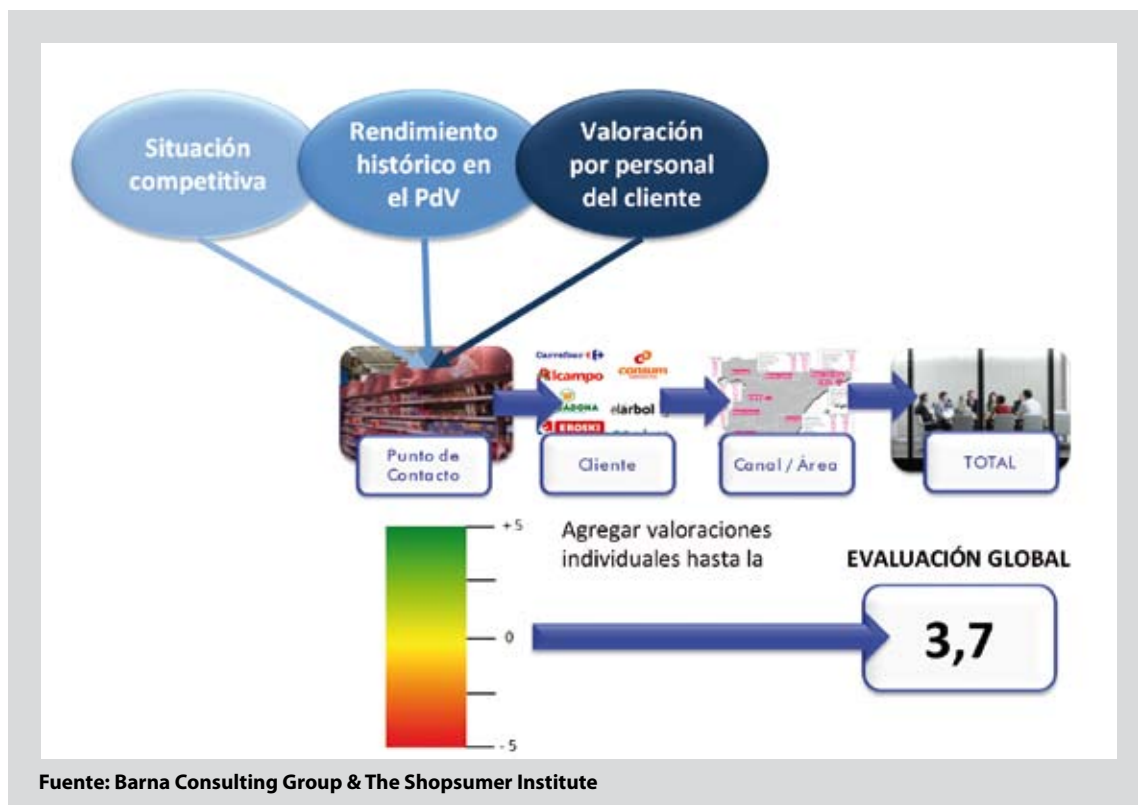 Situación
competitiva
Rendimiento
histórico en
el PdV
Valoración
por personal
del cliente
Carrefour
Alcampo
consum
ADONA
elárbol
EROSKI
Punto de
Contacto
Cliente
Canal / Área
TOTAL
+5
0
-5
Agregar valoraciones
individuales hasta la
EVALUACIÓN GLOBAL
3,7
Fuente: Barna Consulting Group & The Shopsumer Institute